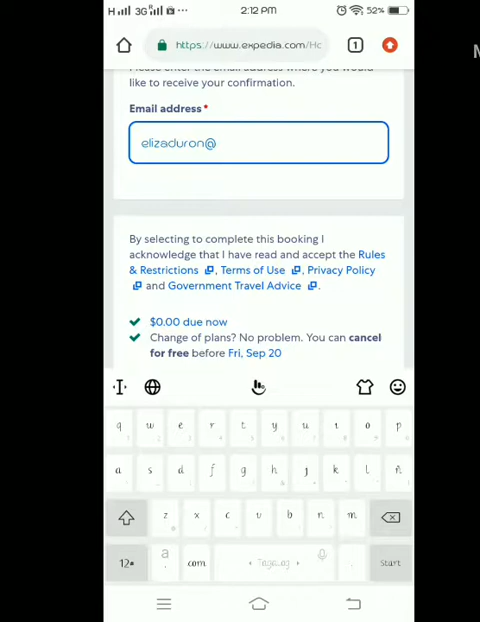 H 3G 2:12 PM 52%
https://www.expedia.com/Ho 1
like to receive your confirmation.
Email address*
elizaduron@
By selecting to complete this booking I
acknowledge that I have read and accept the Rules
& Restrictions , Terms of Use , Privacy Policy
and Government Travel Advice .
$0.00 due now
Change of plans? No problem. You can cancel
for free before Fri, Sep 20
q w e r t y u i o p
a s d f g h j k l ñ
z x c v b n m
12# a . com Tagalog . Start